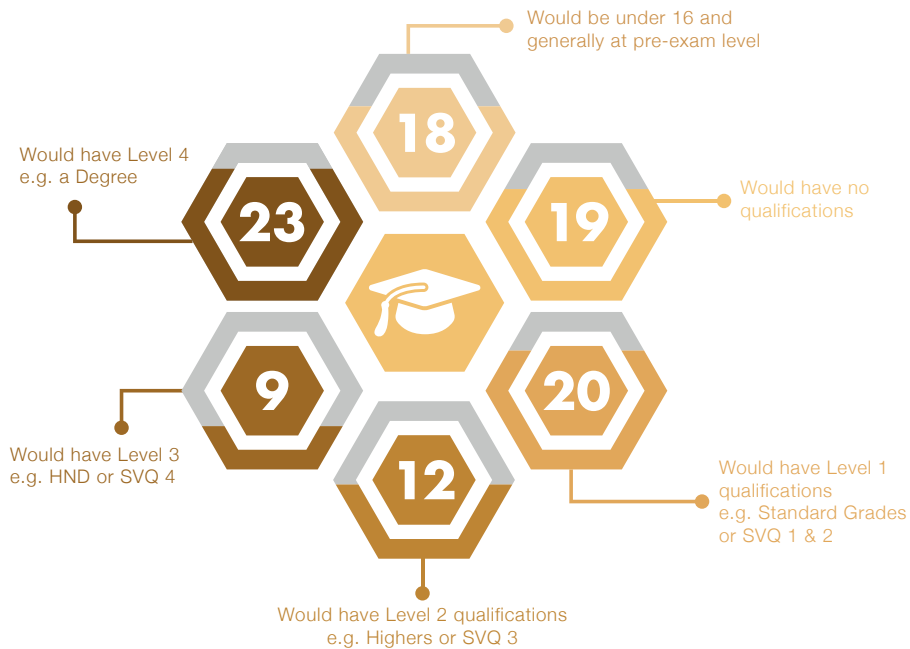 Would be under 16 and
generally at pre-exam level
18
Would have Level 4
e.g. a Degree
23
19
Would have no
qualifications
9
20
Would have Level 3
e.g. HND or SVQ 4
12
Would have Level 1
qualifications
e.g. Standard Grades
or SVQ 1 & 2
Would have Level 2 qualifications
e.g. Highers or SVQ 3